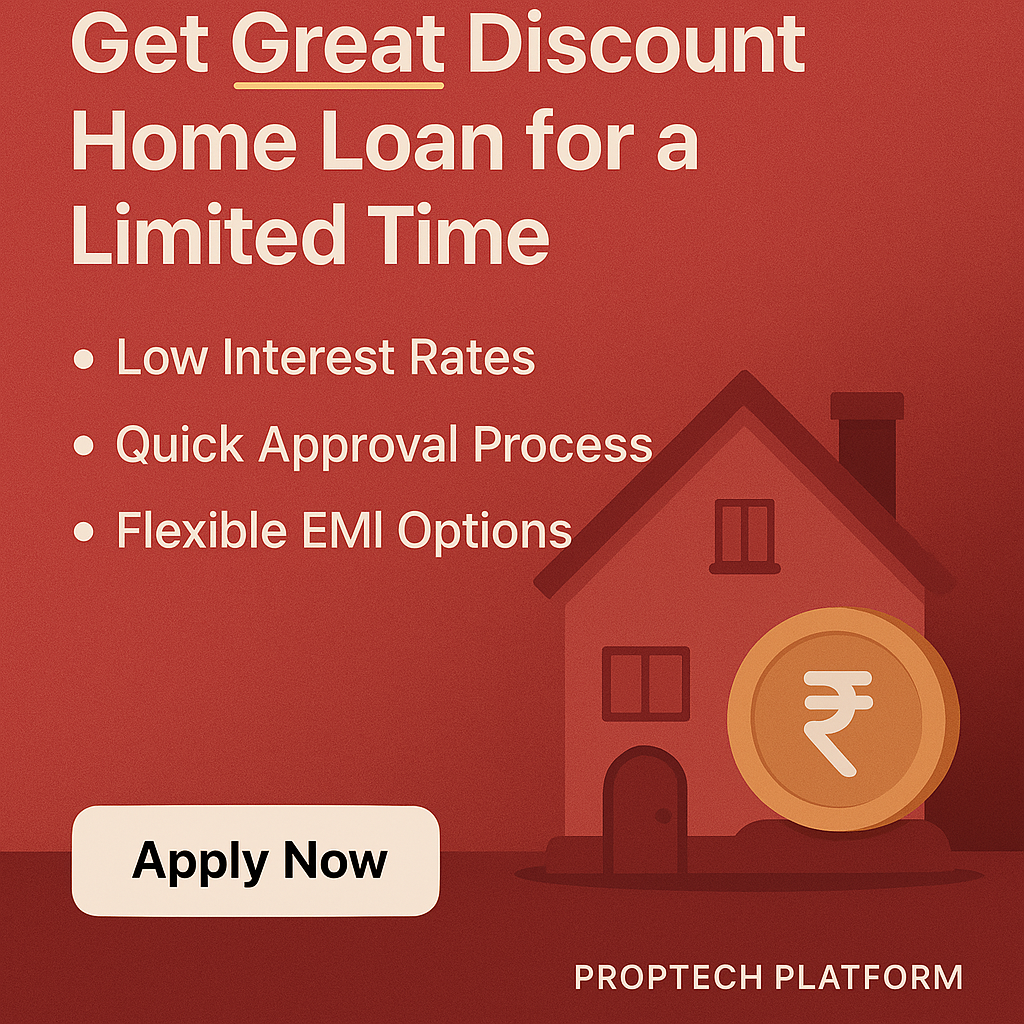 Get Great Discount
Home Loan for a
Limited Time
• Low Interest Rates
• Quick Approval Process
• Flexible EMI Options
₹
Apply Now
PROPTECH PLATFORM